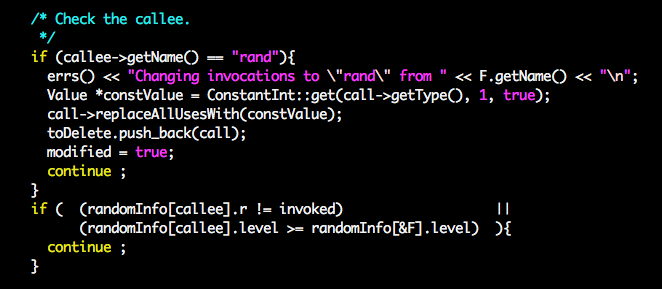 /* Check the callee.
 */
if (callee->getName() == "rand"){
  errs() << "Changing invocations to \"rand\" from " << F.getName() << "\n";
  Value *constValue = ConstantInt::get(call->getType(), 1, true);
  call->replaceAllUsesWith(constValue);
  toDelete.push_back(call);
  modified = true;
  continue ;
}
if (  (randomInfo[callee].r != invoked)                  ||
      (randomInfo[callee].level >= randomInfo[&F].level)  ){
  continue ;
}